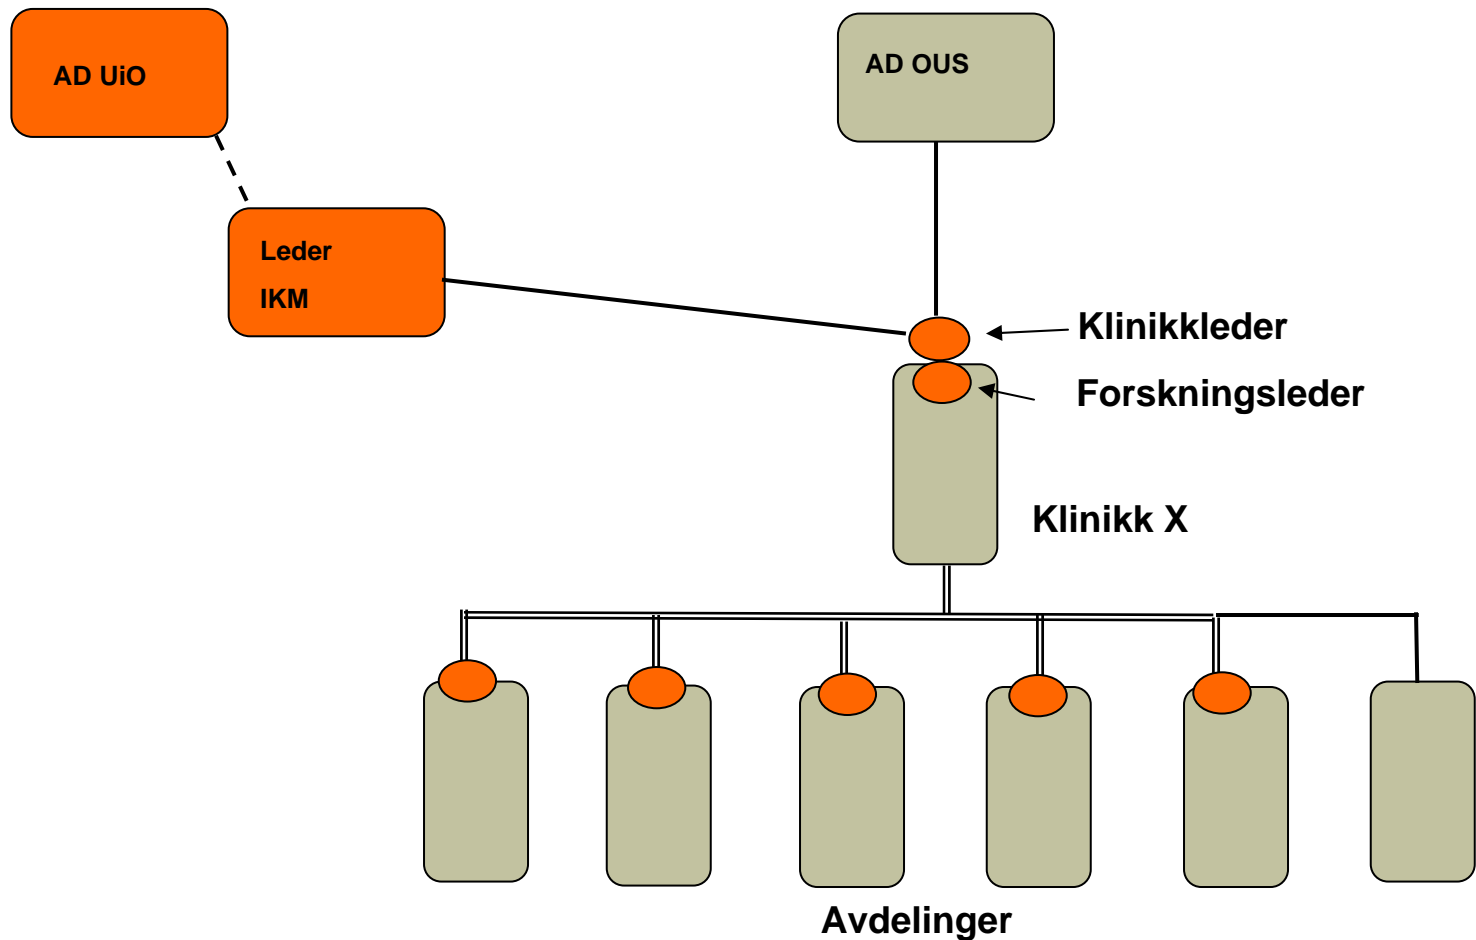 AD UiO
AD OUS
Leder
IKM
Klinikkleder
Forskningsleder
Klinikk X
Avdelinger